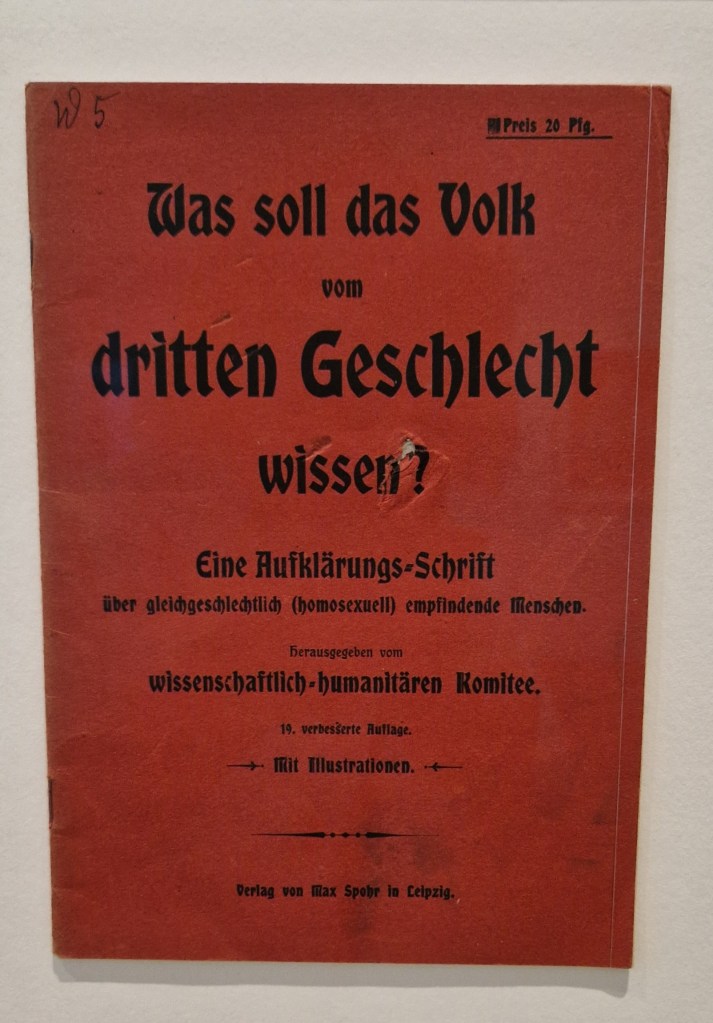 W 5
Preis 20 Pfg.
Was soll das Volk
vom
dritten Geschlecht
wissen?
Eine Aufklärungs-Schrift
über gleichgeschlechtlich (homosexuell) empfindende Menschen.
Herausgegeben vom
wissenschaftlich-humanitären Komitee.
19. verbesserte Auflage.
Mit Illustrationen.
Verlag von Max Spohr in Leipzig.